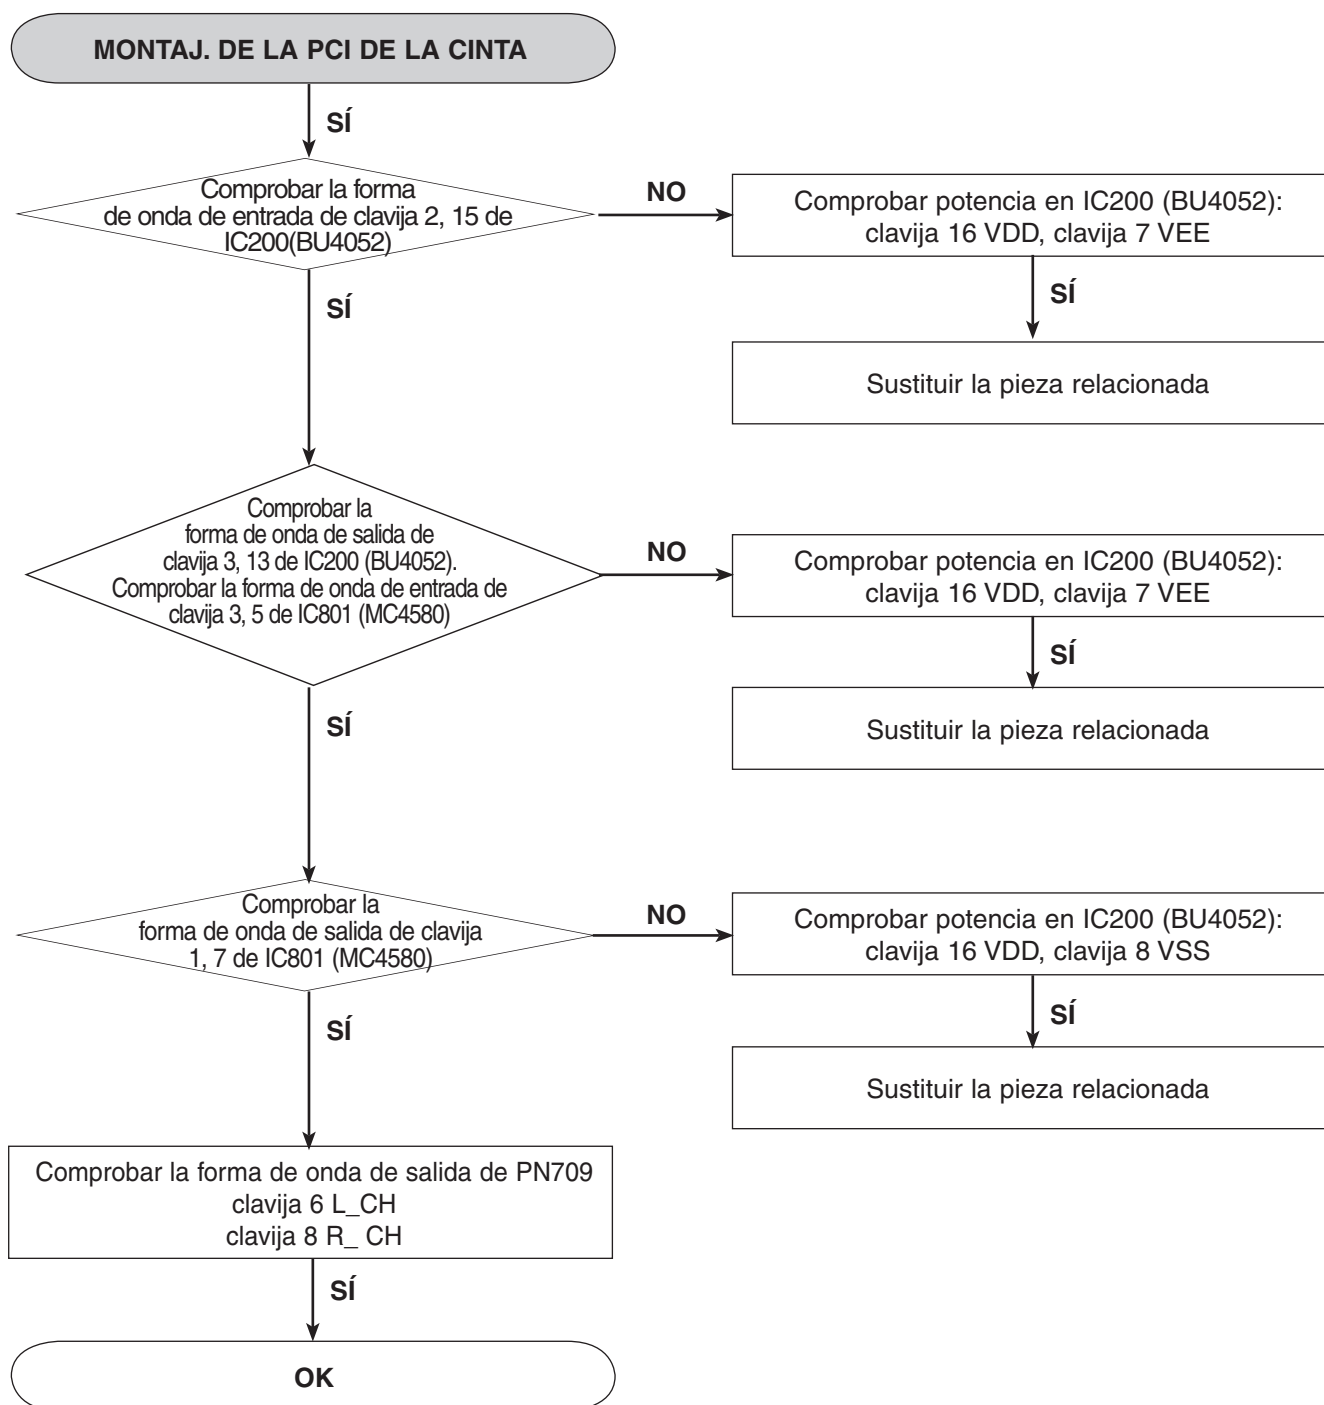 MONTAJ. DE LA PCI DE LA CINTA
SÍ
Comprobar la forma
de onda de entrada de clavija 2, 15 de
IC200(BU4052)
NO
Comprobar potencia en IC200 (BU4052):
clavija 16 VDD, clavija 7 VEE
SÍ
Sustituir la pieza relacionada
SÍ
Comprobar la
forma de onda de salida de
clavija 3, 13 de IC200 (BU4052).
Comprobar la forma de onda de entrada de
clavija 3, 5 de IC801 (MC4580)
NO
Comprobar potencia en IC200 (BU4052):
clavija 16 VDD, clavija 7 VEE
SÍ
Sustituir la pieza relacionada
SÍ
Comprobar la
forma de onda de salida de clavija
1, 7 de IC801 (MC4580)
NO
Comprobar potencia en IC200 (BU4052):
clavija 16 VDD, clavija 8 VSS
SÍ
Sustituir la pieza relacionada
SÍ
Comprobar la forma de onda de salida de PN709
clavija 6 L_CH
clavija 8 R_ CH
SÍ
OK